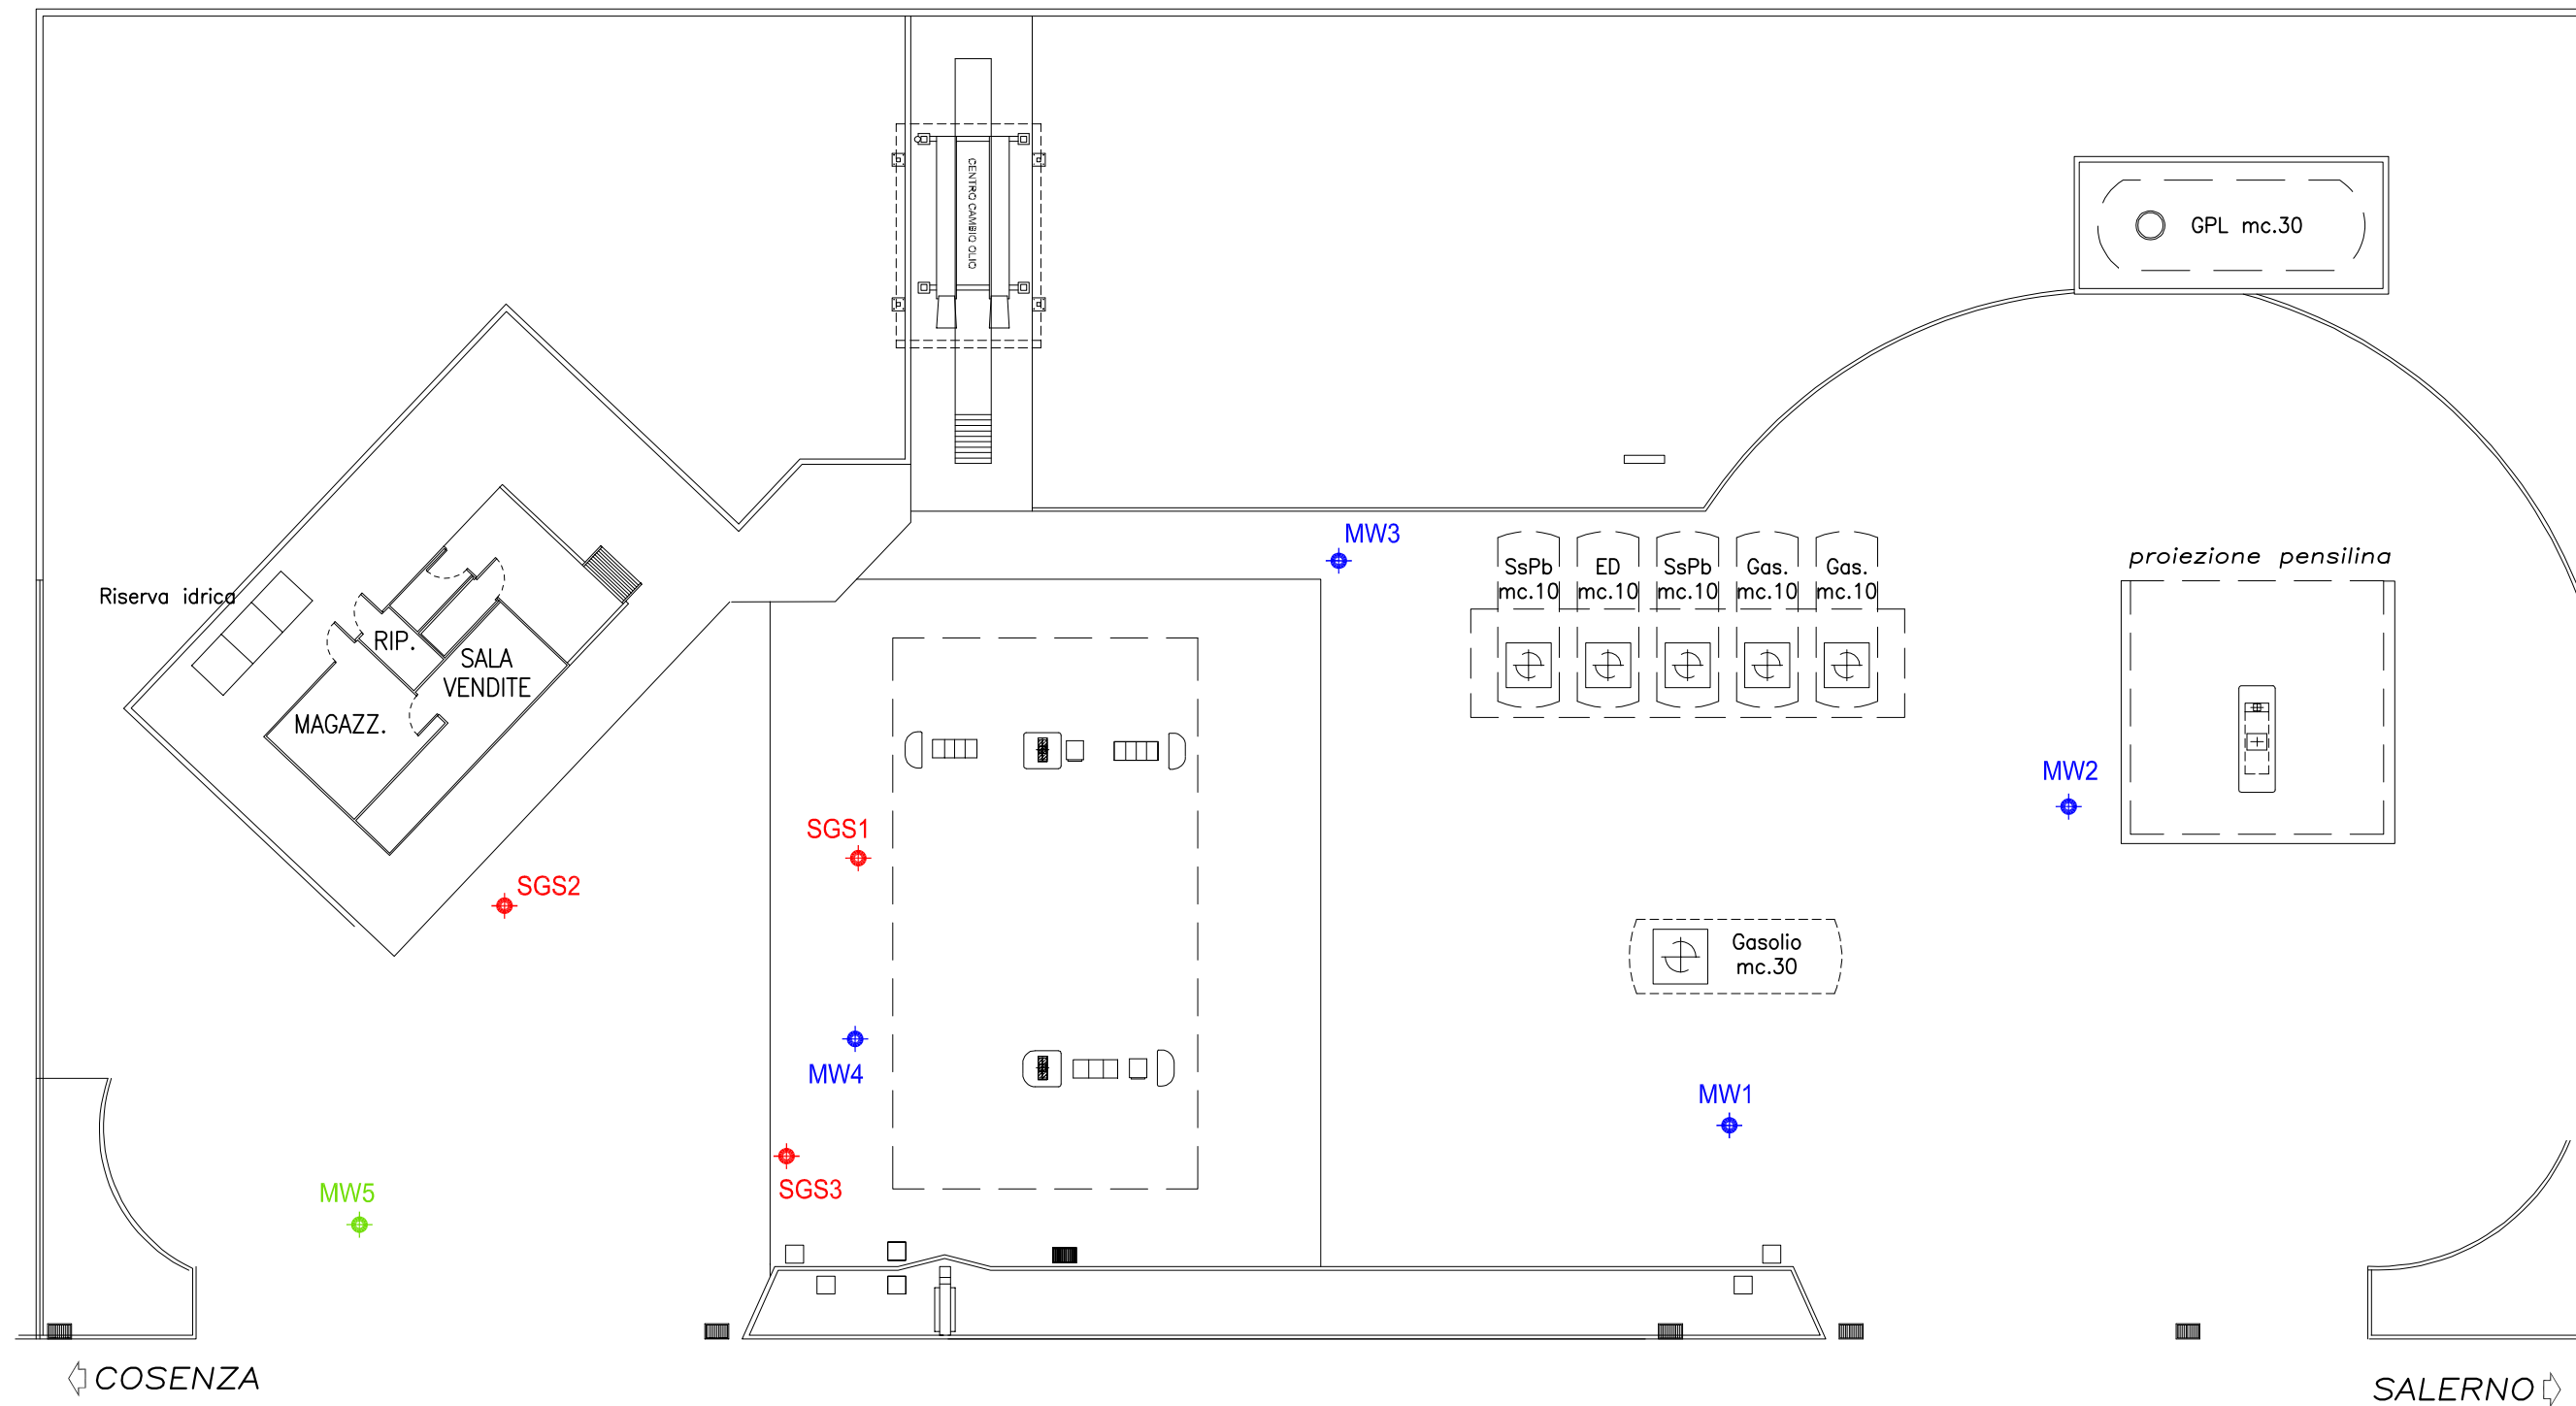 CENTRO CAMBIO OLIO
GPL mc.30
MW3
SsPb
mc.10
ED
mc.10
SsPb
mc.10
Gas.
mc.10
Gas.
mc.10
proiezione pensilina
Riserva idrica
RIP.
SALA
VENDITE
MAGAZZ.
MW2
SGS1
SGS2
Gasolio
mc.30
MW4
MW1
SGS3
MW5
COSENZA
SALERNO